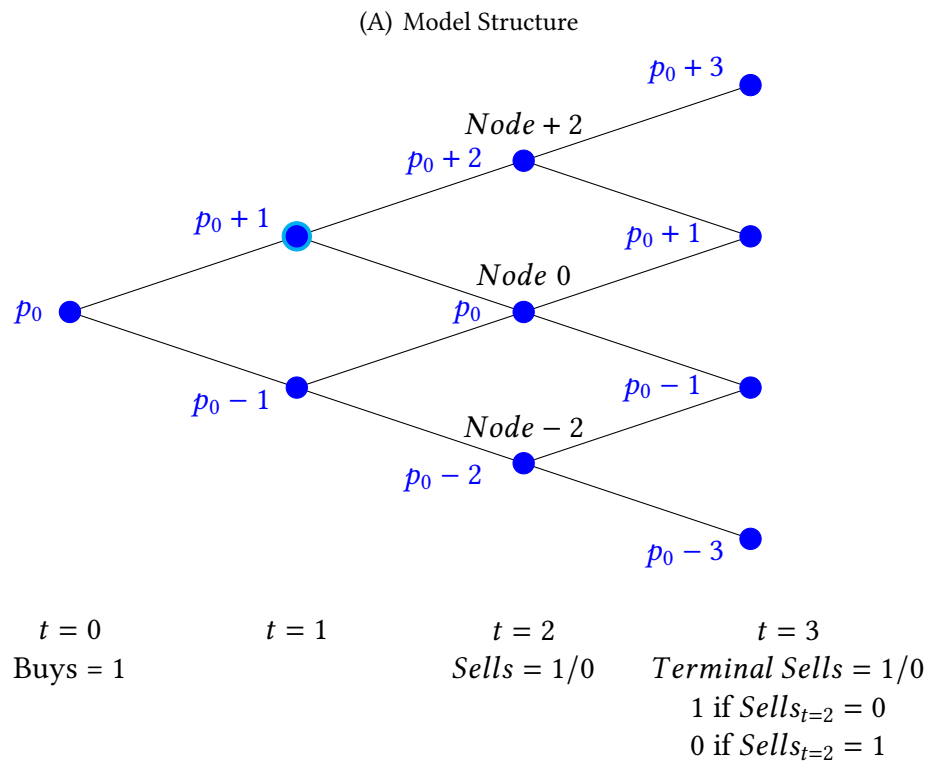 (A) Model Structure
p₀ + 3
Node + 2
p₀ + 2
p₀ + 1
p₀ + 1
Node 0
p₀
p₀
p₀ − 1
p₀ − 1
Node − 2
p₀ − 2
p₀ − 3
t = 0
t = 1
t = 2
t = 3
Buys = 1
Sells = 1/0
Terminal Sells = 1/0
1 if Sellsₜ₌₂ = 0
0 if Sellsₜ₌₂ = 1